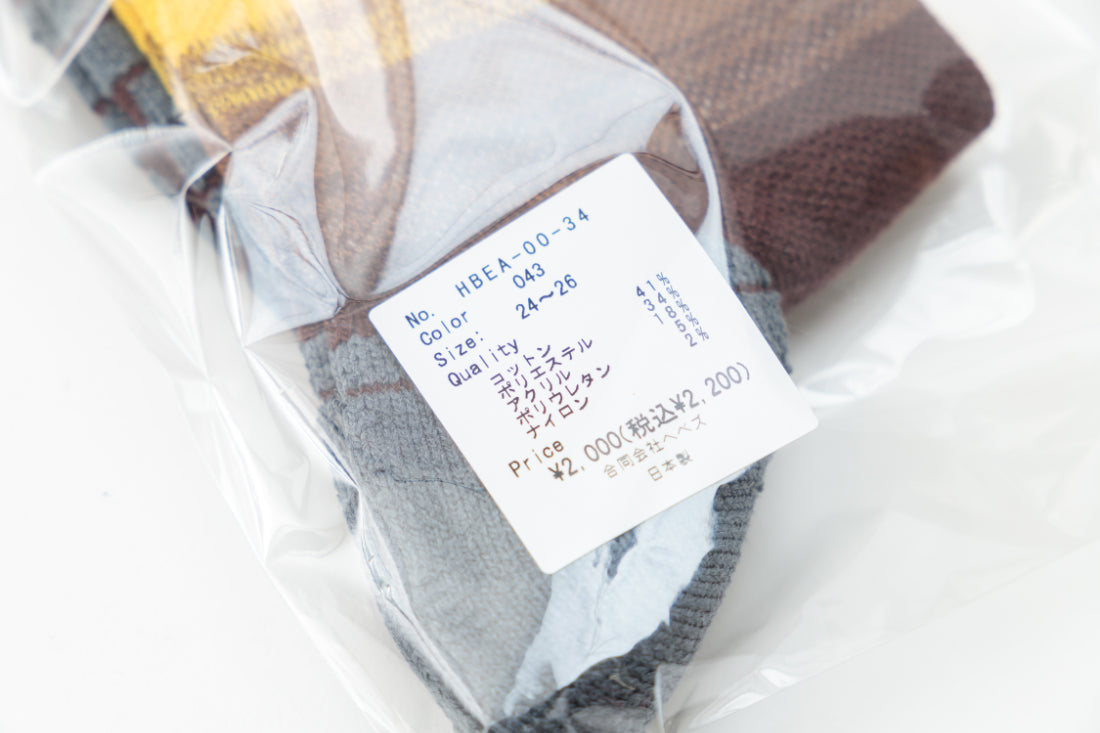 No. HBEA-00-34
Color 043
Size: 24~26
Quality
コットン 41%
ポリエステル 34%
アクリル 18%
ポリウレタン 5%
ナイロン 2%
Price
¥2,000(税込¥2,200)
合同会社ヘベズ
日本製